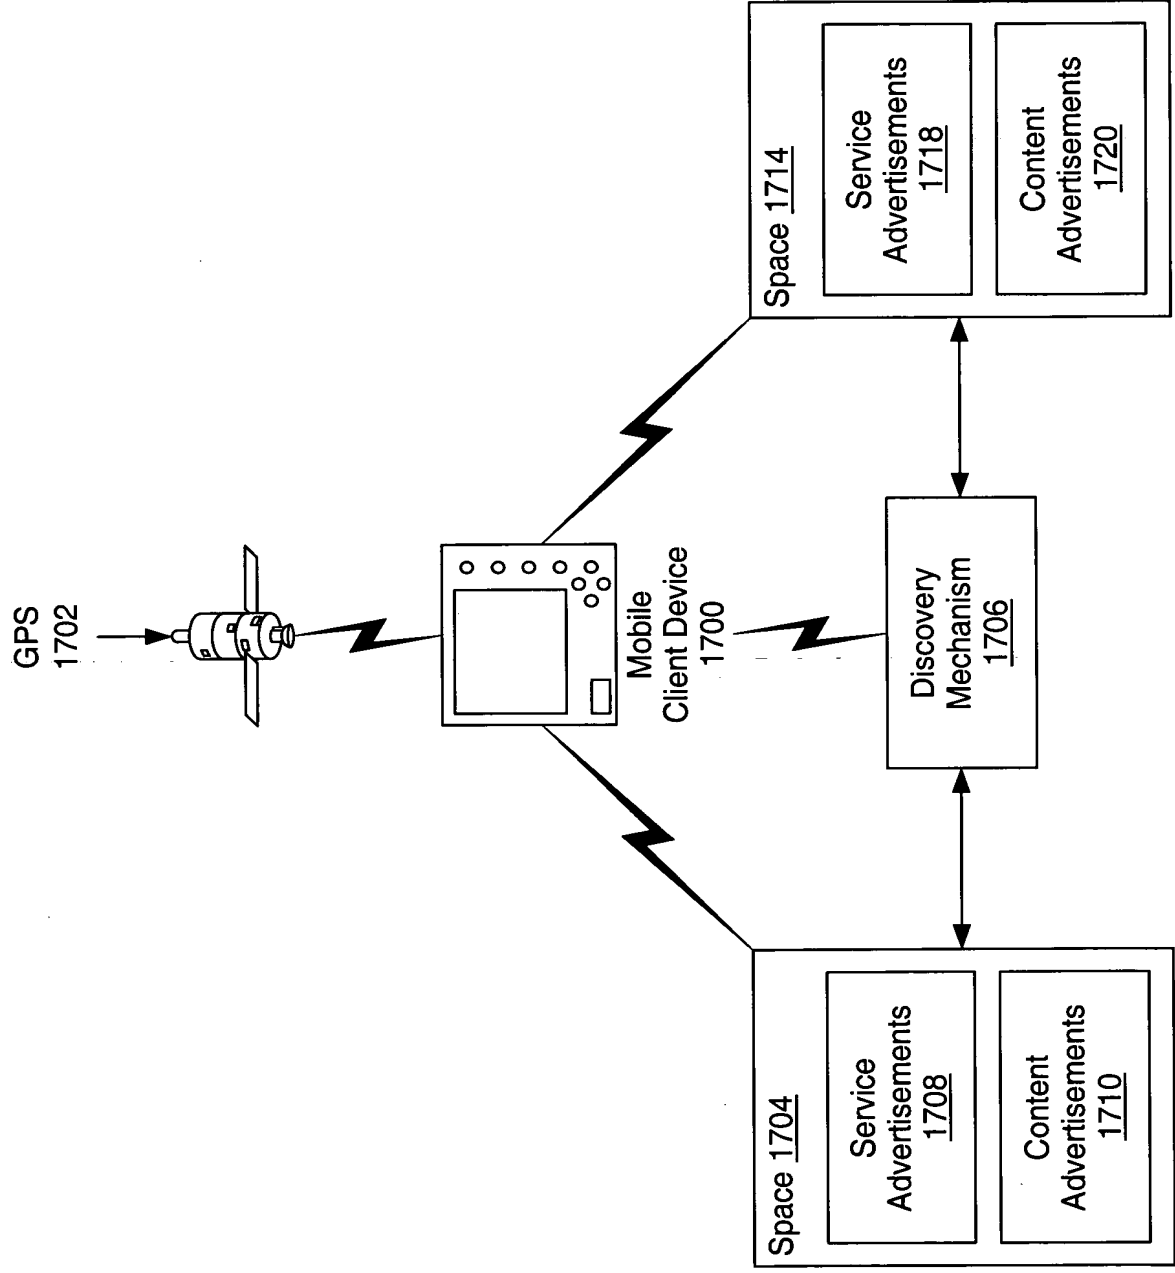 GPS
1702
Mobile
Client Device
1700
Discovery
Mechanism
1706
Space 1704
Service
Advertisements
1708
Content
Advertisements
1710
Space 1714
Service
Advertisements
1718
Content
Advertisements
1720